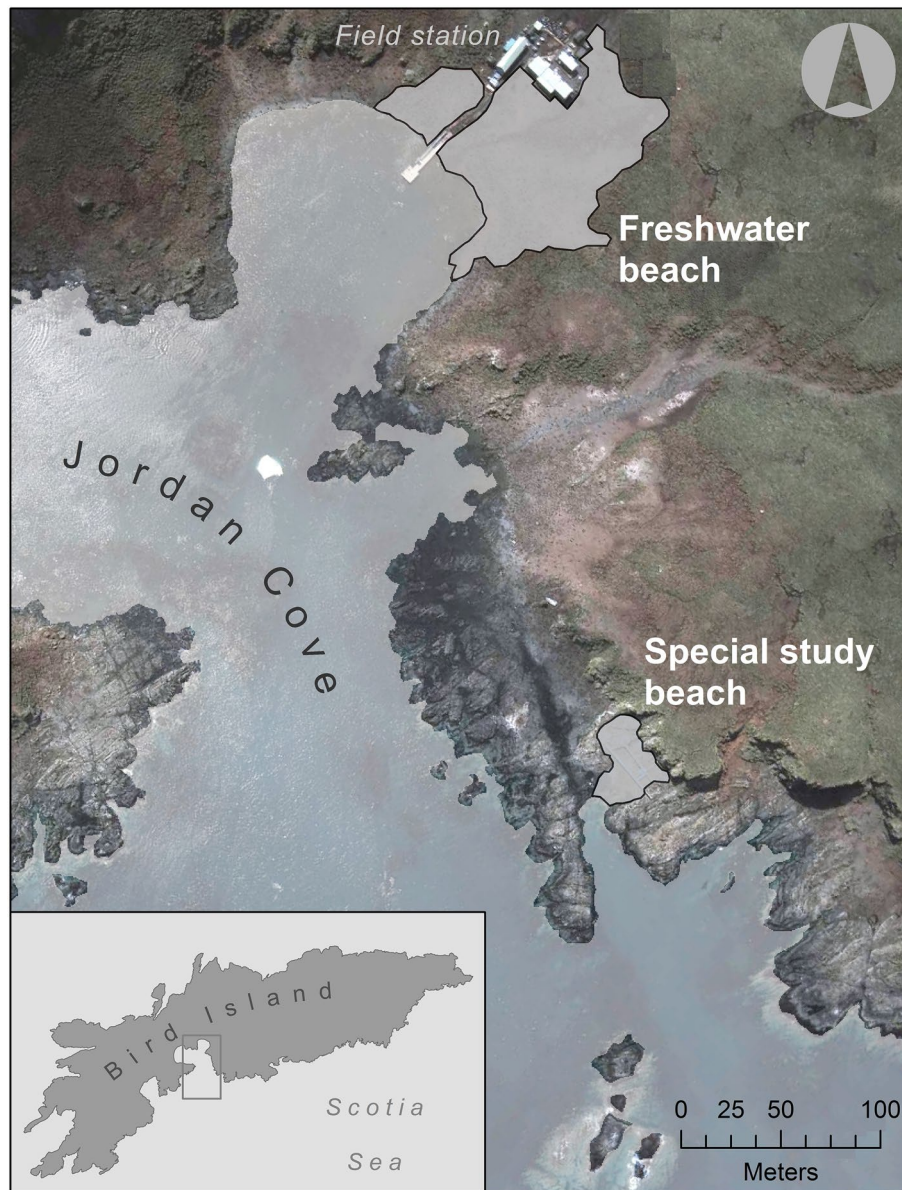 Field station
Freshwater
beach
Jordan Cove
Special study
beach
Bird Island
Scotia
Sea
0 25 50 100
Meters